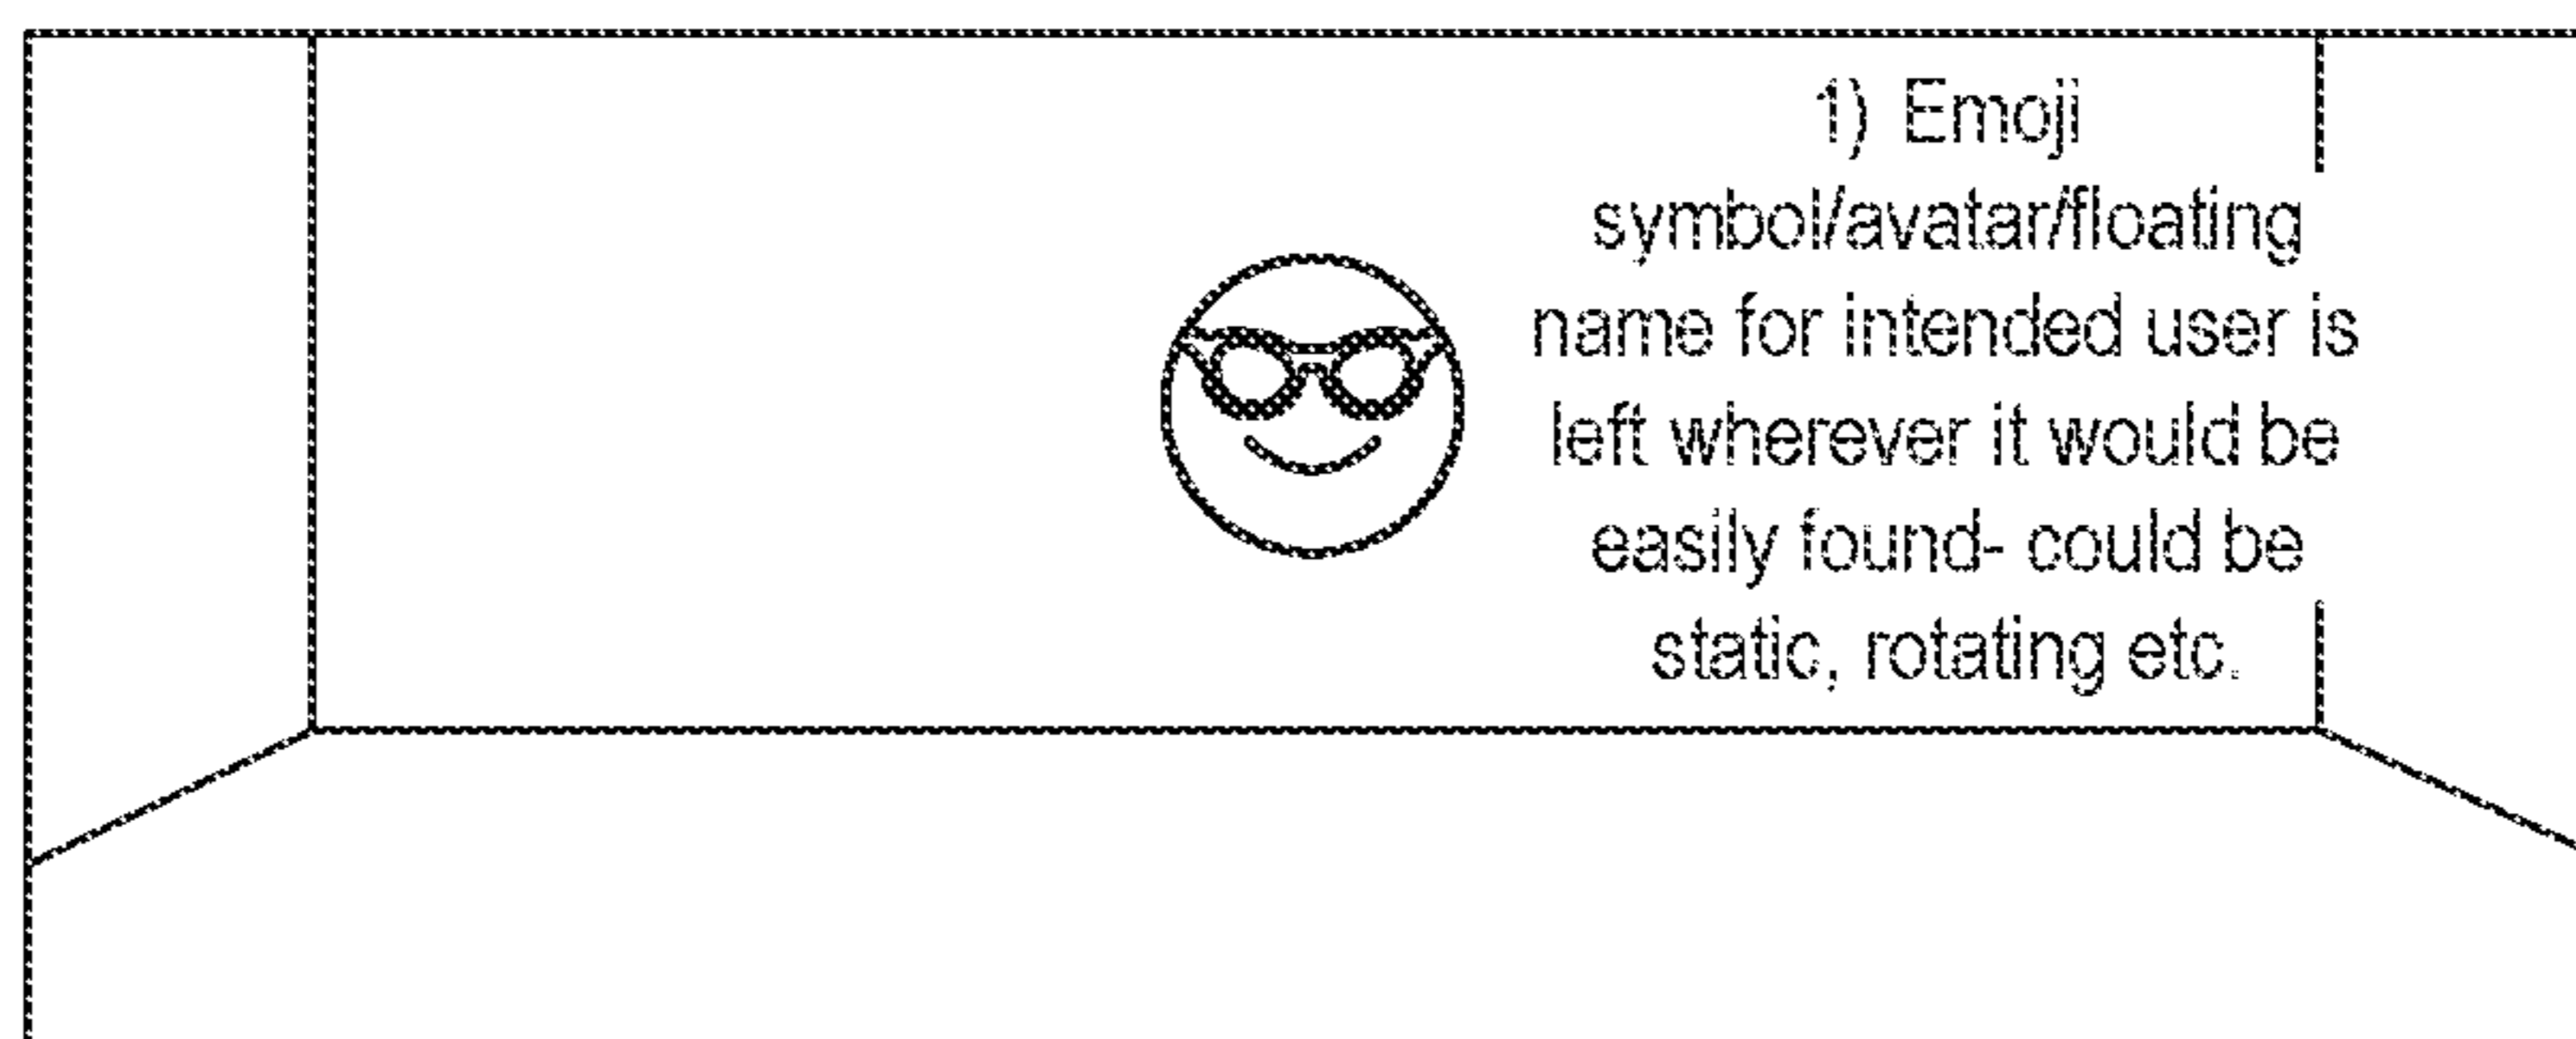 1) Emoji
symbol/avatar/floating
name for intended user is
left wherever it would be
easily found- could be
static, rotating etc.